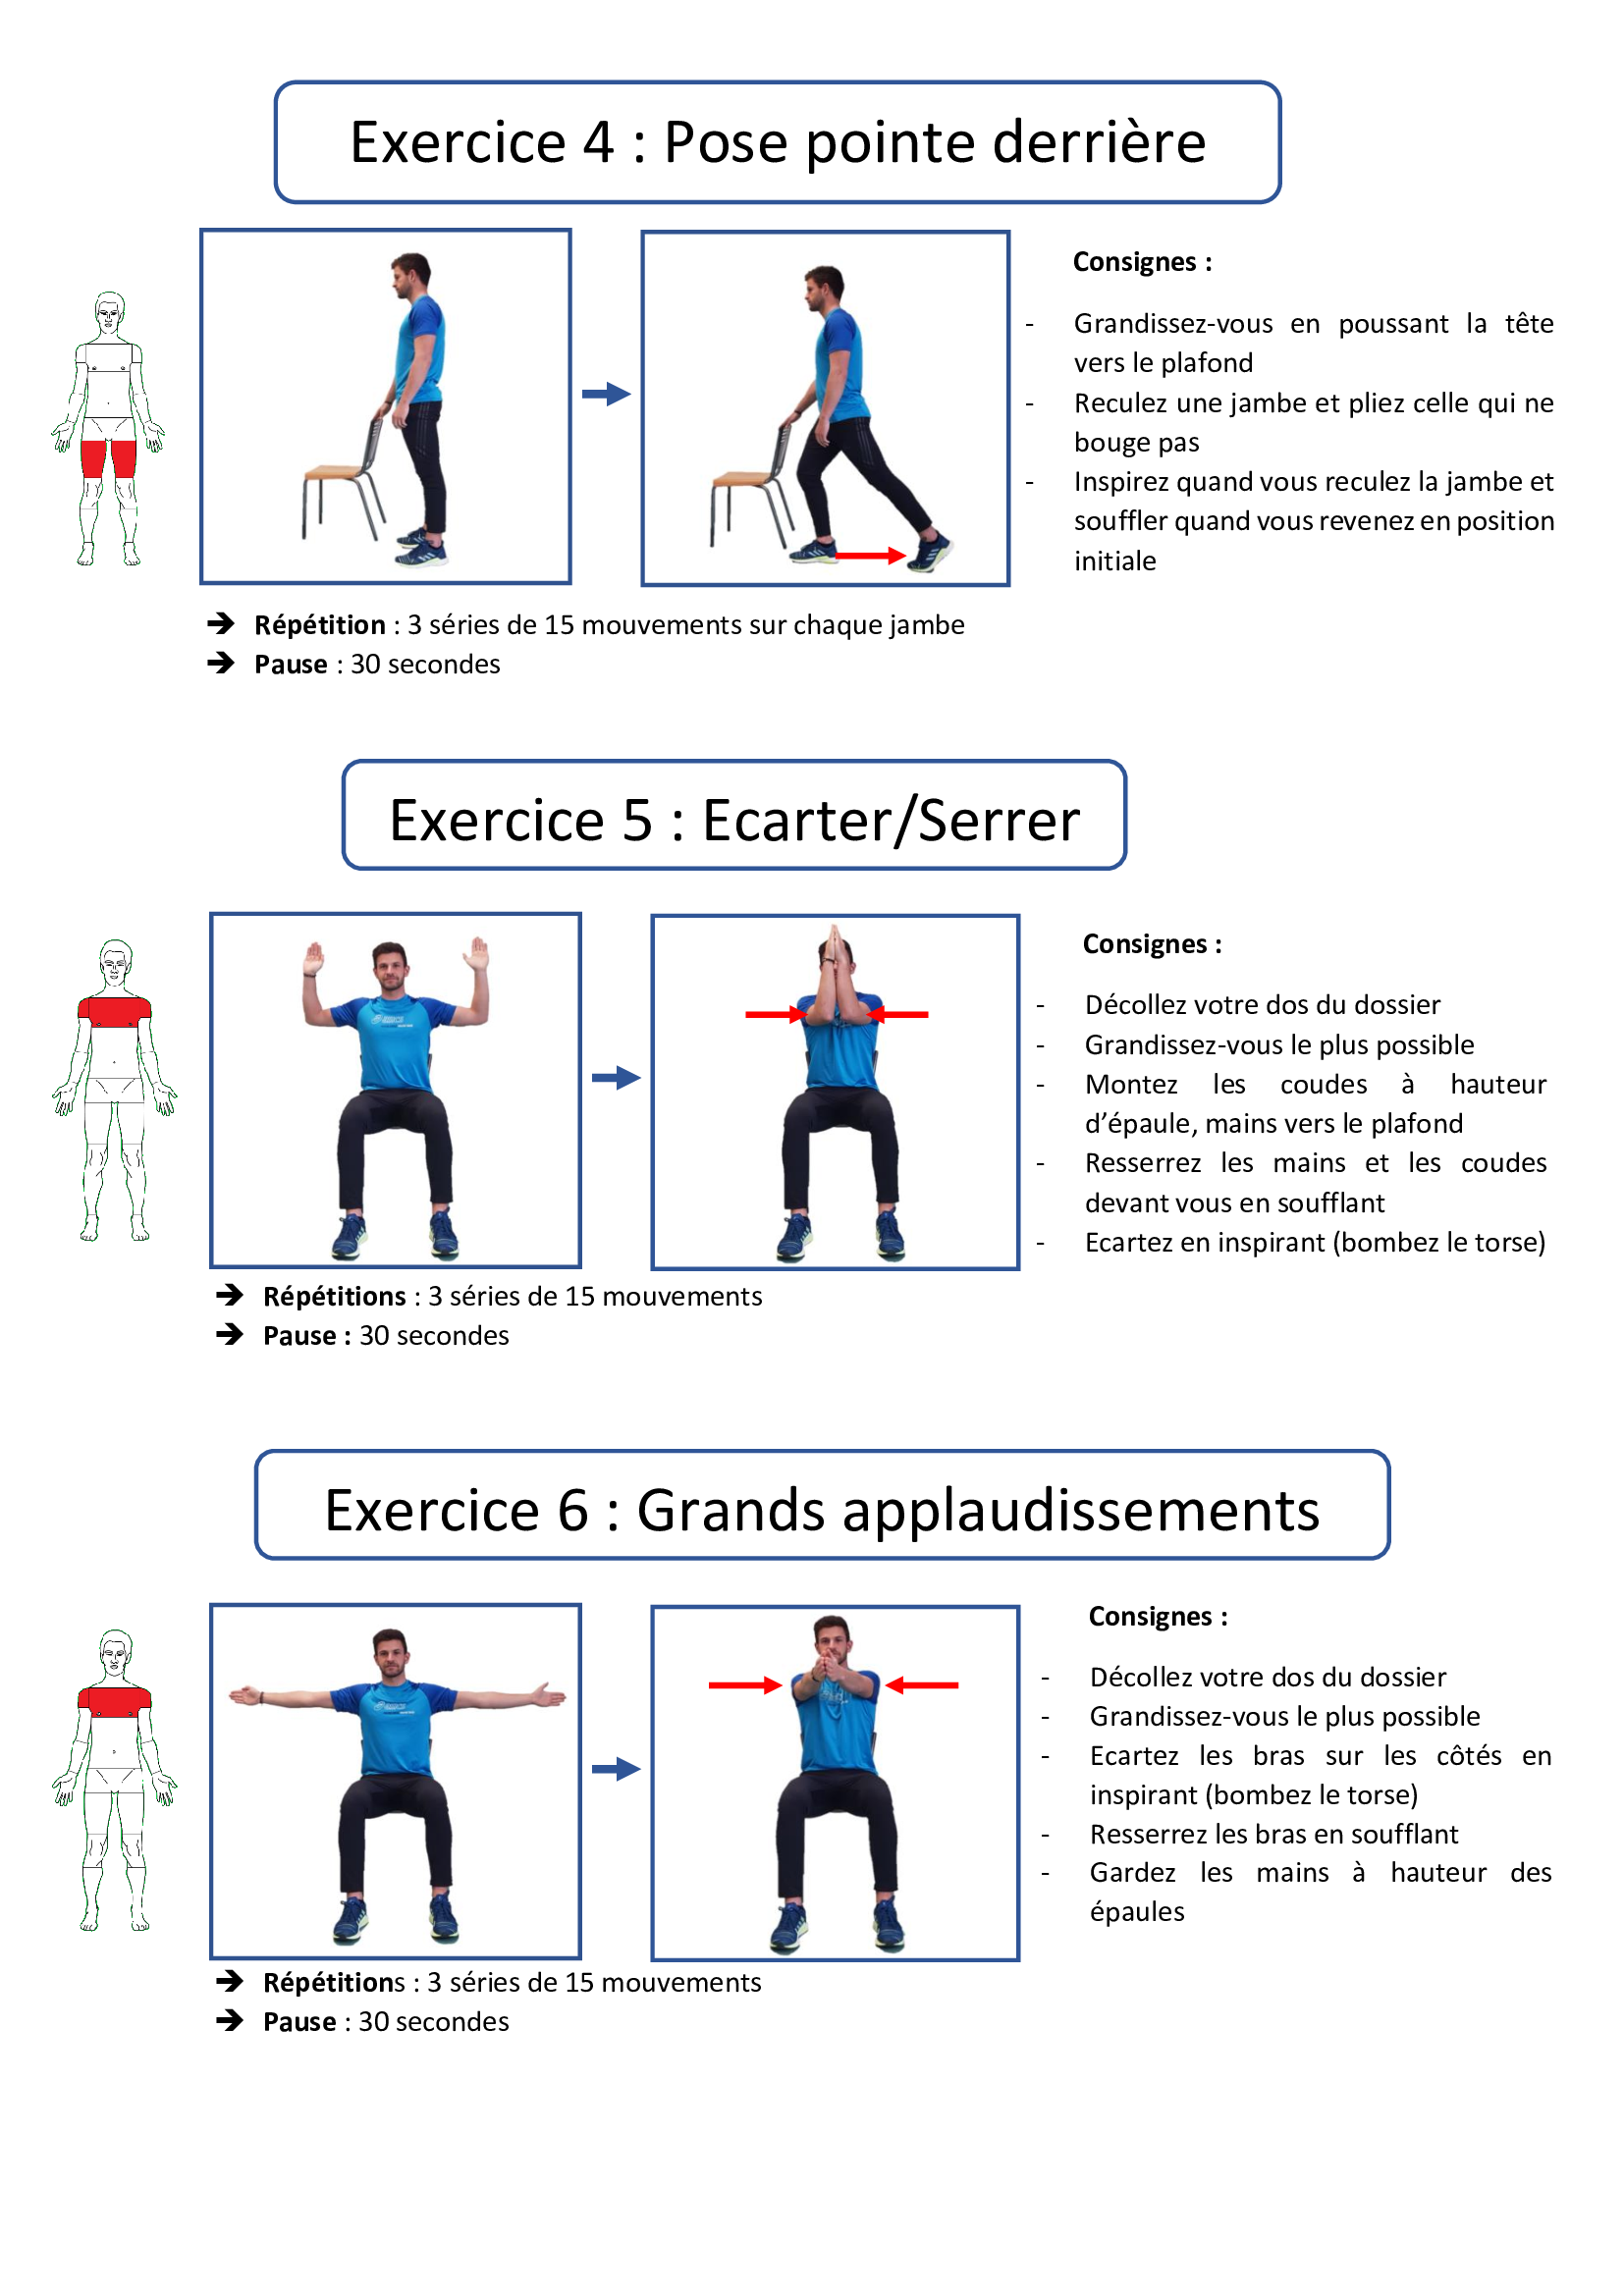 Exercice 4 : Pose pointe derrière
Consignes :
- Grandissez-vous en poussant la tête
vers le plafond
- Reculez une jambe et pliez celle qui ne
bouge pas
- Inspirez quand vous reculez la jambe et
souffler quand vous revenez en position
initiale
➔ Répétition : 3 séries de 15 mouvements sur chaque jambe
➔ Pause : 30 secondes
Exercice 5 : Ecarter/Serrer
Consignes :
- Décollez votre dos du dossier
- Grandissez-vous le plus possible
- Montez les coudes à hauteur
d’épaule, mains vers le plafond
- Resserrez les mains et les coudes
devant vous en soufflant
- Ecartez en inspirant (bombez le torse)
➔ Répétitions : 3 séries de 15 mouvements
➔ Pause : 30 secondes
Exercice 6 : Grands applaudissements
Consignes :
- Décollez votre dos du dossier
- Grandissez-vous le plus possible
- Ecartez les bras sur les côtés en
inspirant (bombez le torse)
- Resserrez les bras en soufflant
- Gardez les mains à hauteur des
épaules
➔ Répétitions : 3 séries de 15 mouvements
➔ Pause : 30 secondes